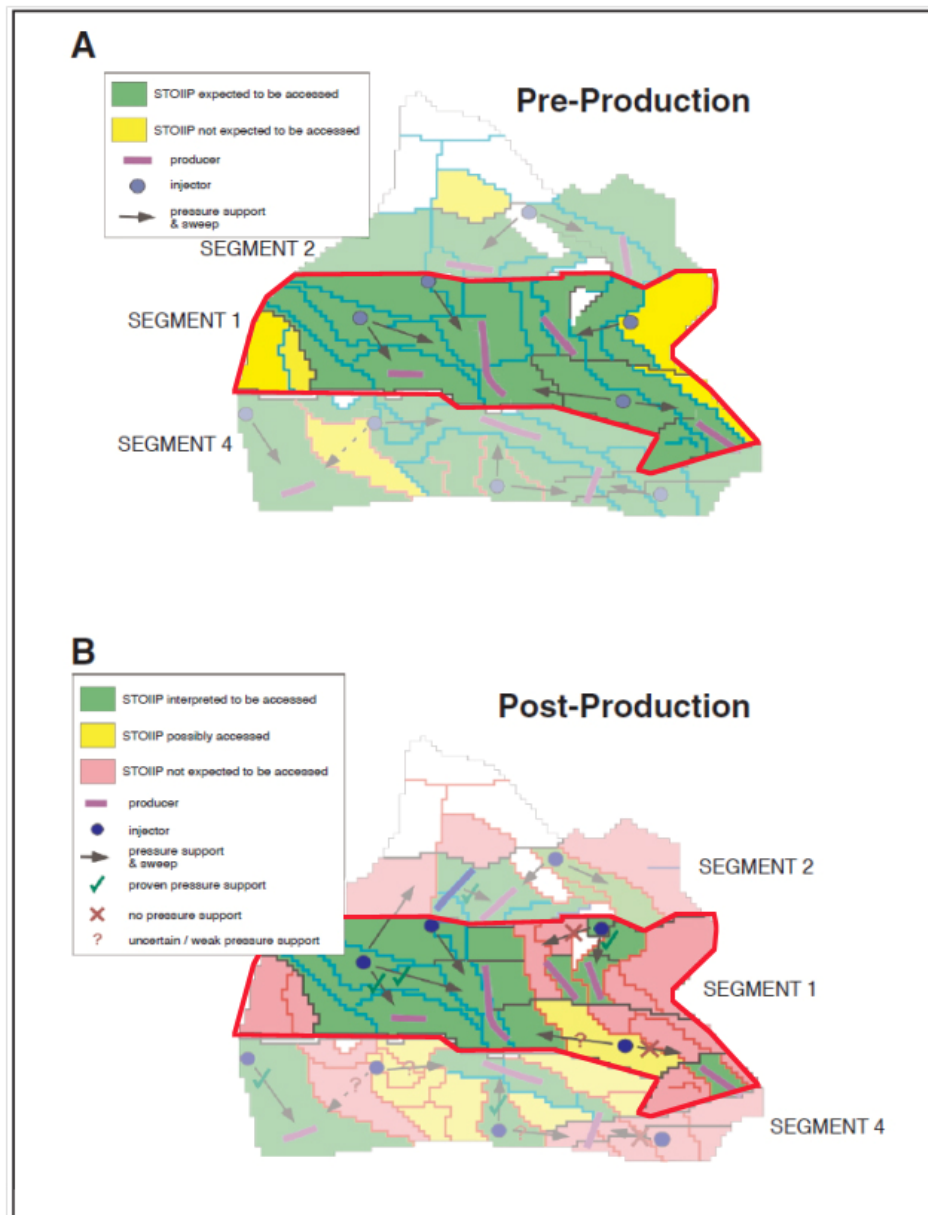 A
Pre-Production
STOIIP expected to be accessed
STOIIP not expected to be accessed
producer
injector
pressure support
& sweep
SEGMENT 2
SEGMENT 1
SEGMENT 4
B
Post-Production
STOIIP interpreted to be accessed
STOIIP possibly accessed
STOIIP not expected to be accessed
producer
injector
pressure support
& sweep
proven pressure support
no pressure support
? uncertain / weak pressure support
SEGMENT 2
SEGMENT 1
?
? ?
?
SEGMENT 4